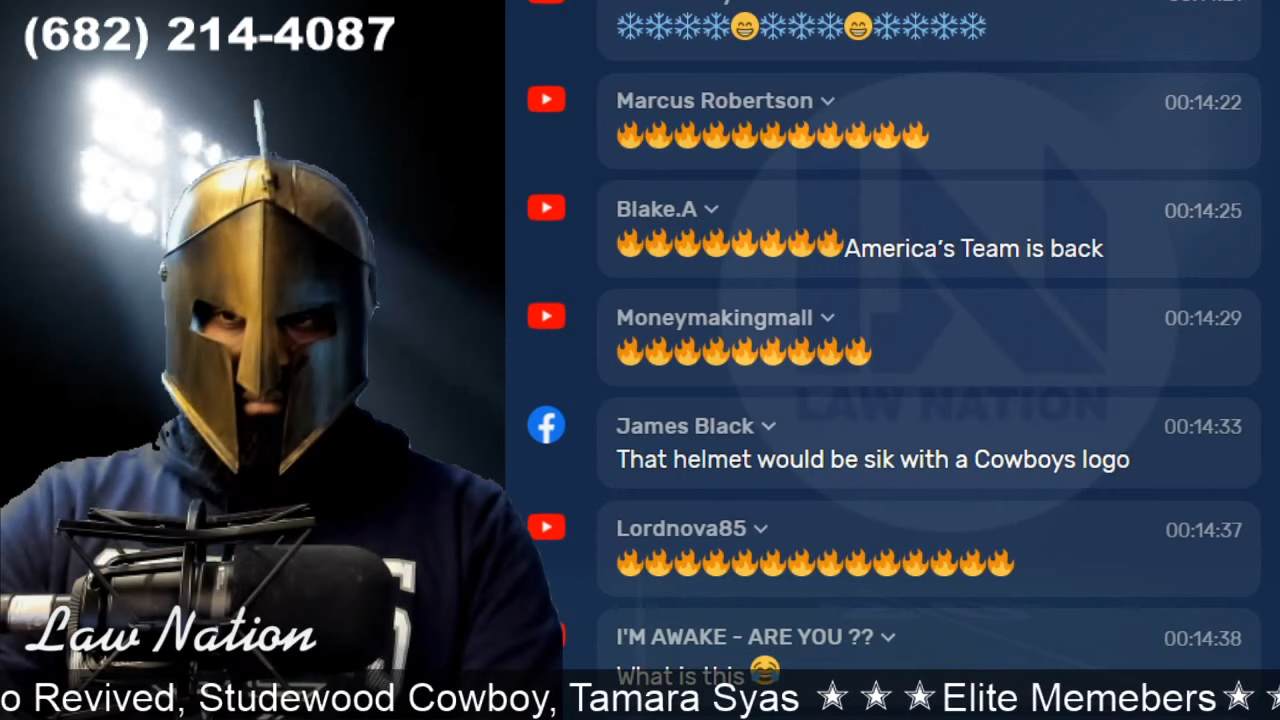 (682) 214-4087
❄❄❄❄😁❄❄❄😁❄❄❄❄
Marcus Robertson
00:14:22
🔥🔥🔥🔥🔥🔥🔥🔥🔥🔥🔥
Blake.A
00:14:25
🔥🔥🔥🔥🔥🔥🔥🔥America’s Team is back
Moneymakingmall
00:14:29
🔥🔥🔥🔥🔥🔥🔥🔥🔥
James Black
00:14:33
That helmet would be sik with a Cowboys logo
Lordnova85
00:14:37
🔥🔥🔥🔥🔥🔥🔥🔥🔥🔥🔥🔥🔥🔥
I'M AWAKE - ARE YOU ??
00:14:38
What is this 😂
LAW NATION
Law Nation
o Revived, Studewood Cowboy, Tamara Syas ★ ★ ★ Elite Memebers ★